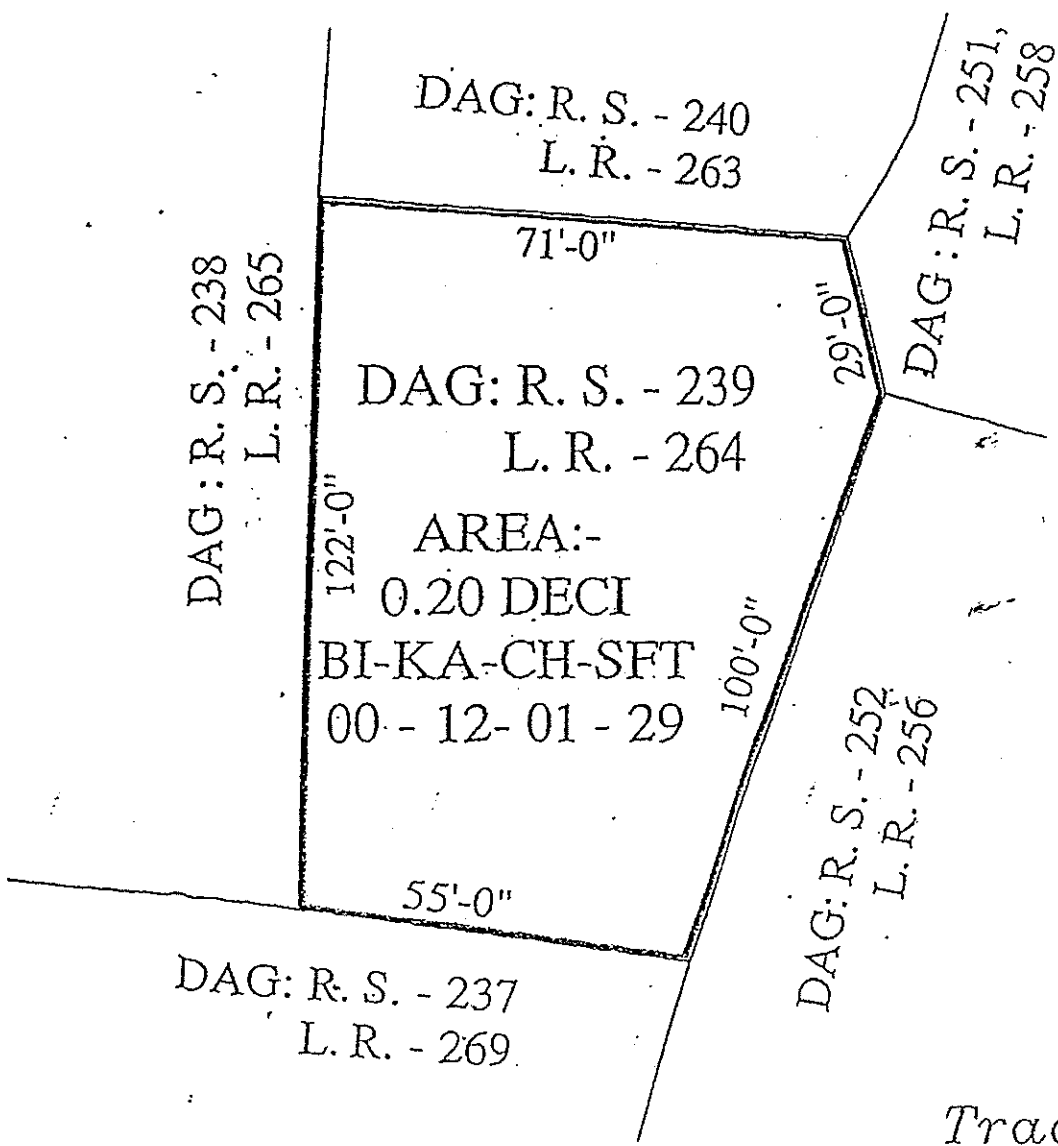 DAG: R. S. - 240
L. R. - 263
DAG: R. S. - 251,
L. R. - 258
71'-0"
29'-0"
DAG: R. S. - 238
L. R. - 265
DAG: R. S. - 239
L. R. - 264
122'-0"
AREA:-
0.20 DECI
BI-KA-CH-SFT
00 - 12- 01 - 29
100'-0"
DAG: R. S. - 252
L. R. - 256
55'-0"
DAG: R. S. - 237
L. R. - 269